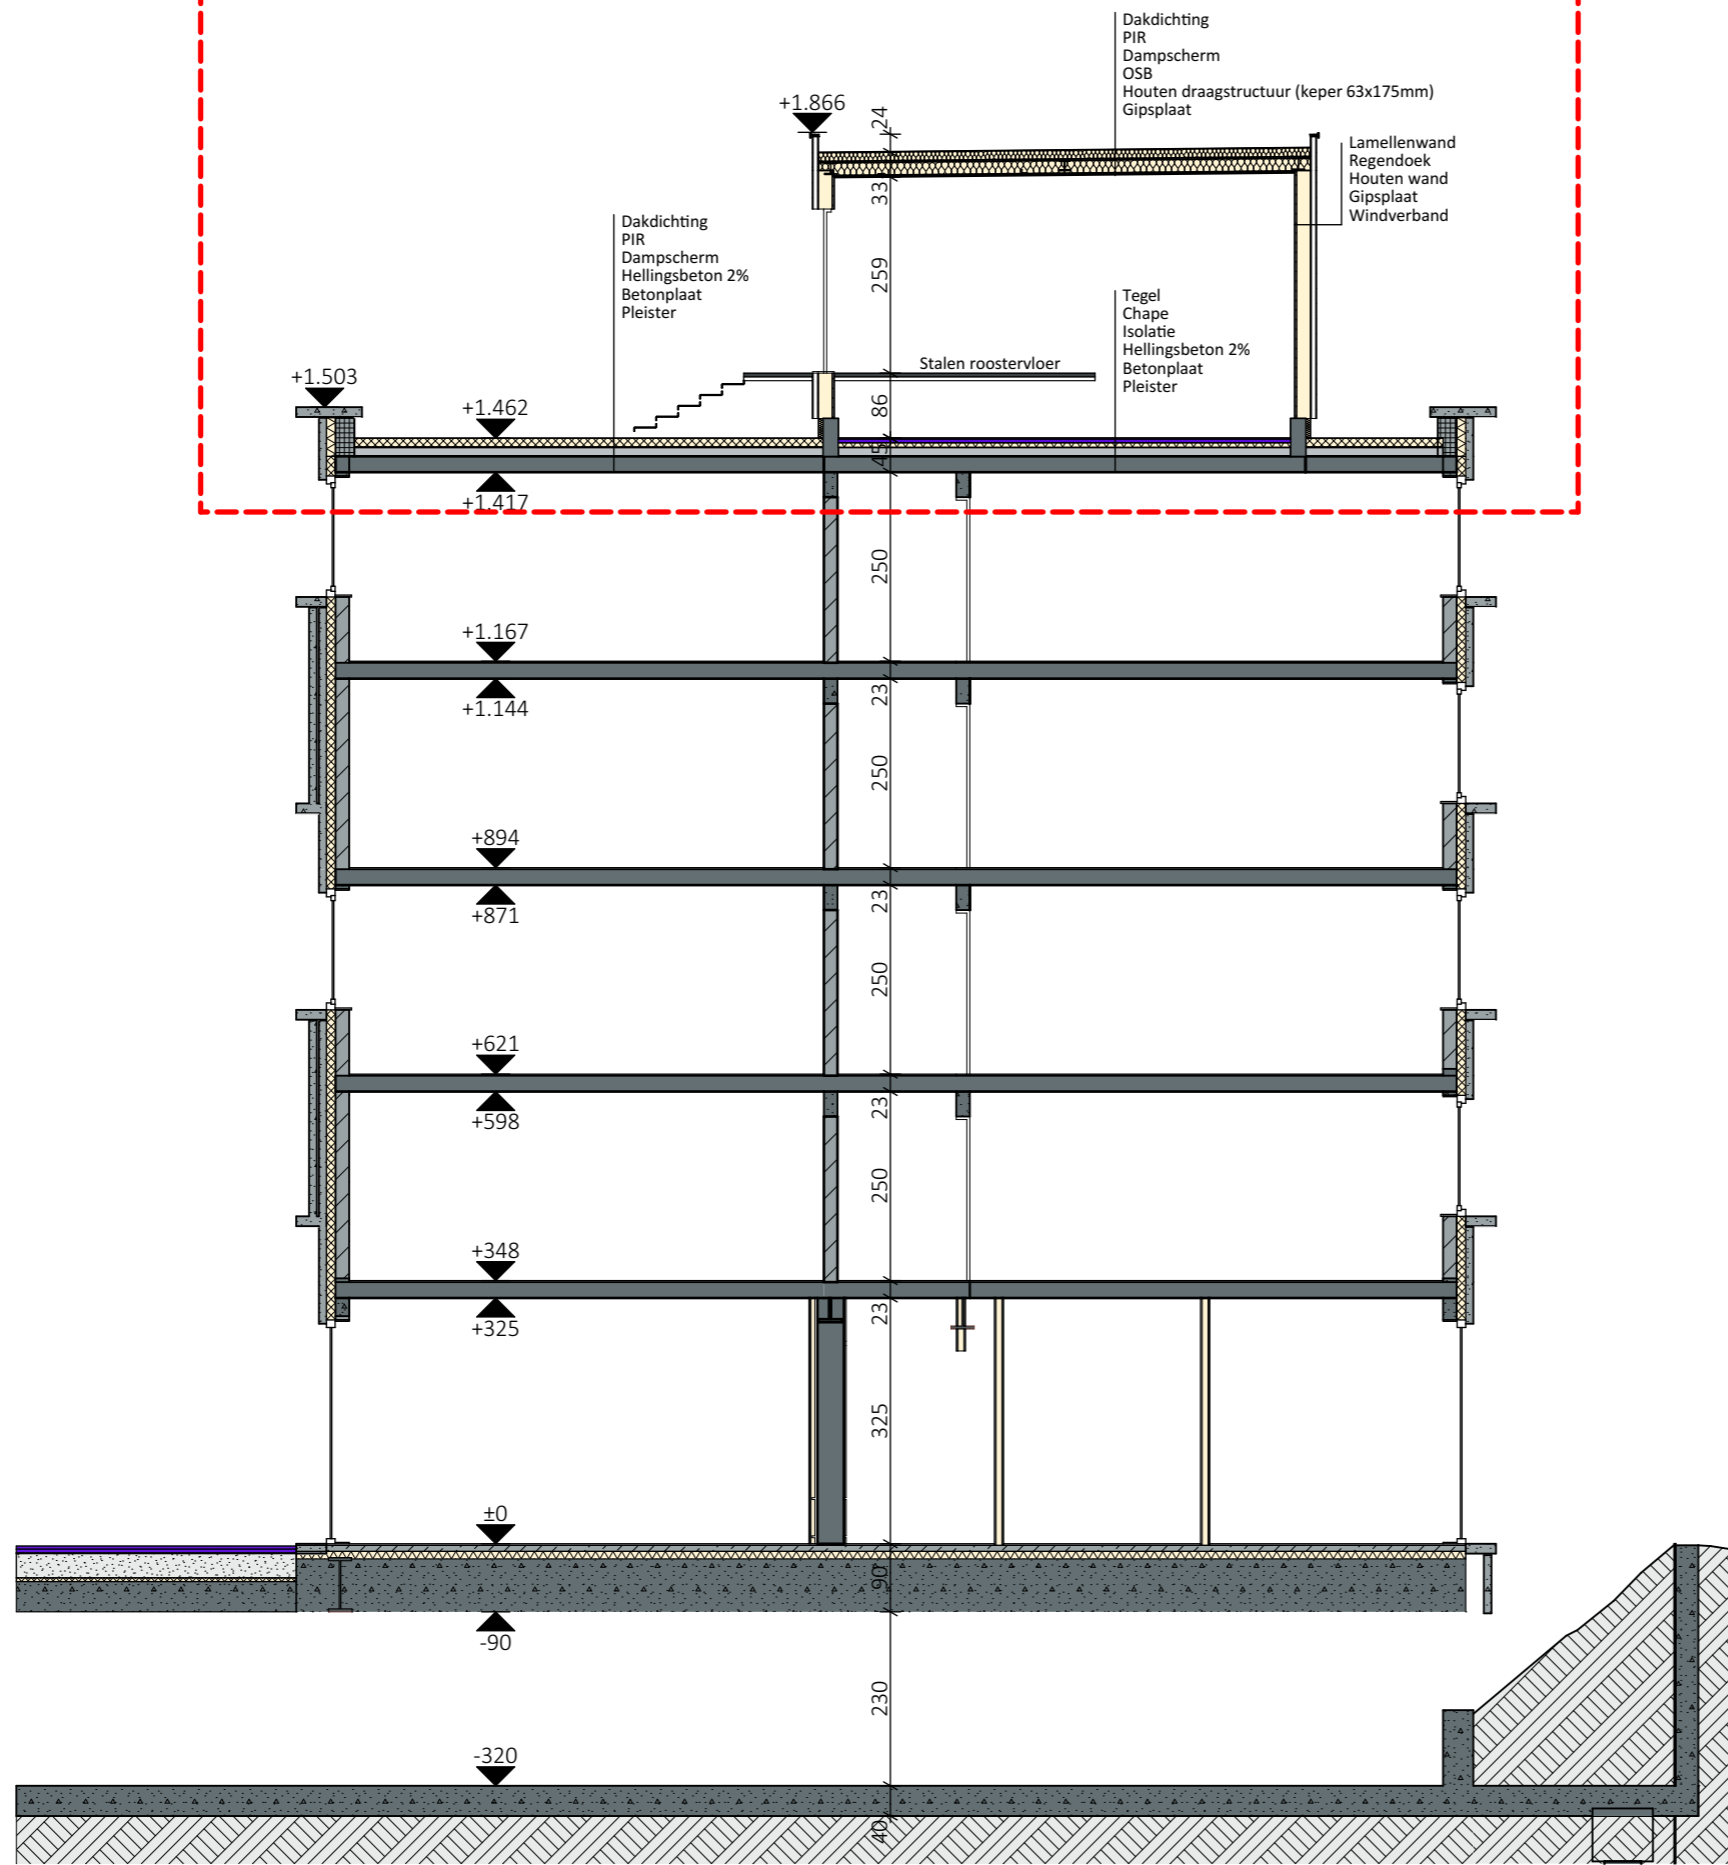 Dakdichting
PIR
Dampscherm
OSB
Houten draagstructuur (keper 63x175mm)
Gipsplaat
+1.866
24
Lamellenwand
Regendoek
Houten wand
Gipsplaat
Windverband
33
Dakdichting
PIR
Dampscherm
Hellingsbeton 2%
Betonplaat
Pleister
259
Tegel
Chape
Isolatie
Hellingsbeton 2%
Betonplaat
Pleister
Stalen roostervloer
+1.503
+1.462
86
45
+1.417
250
+1.167
23
+1.144
250
+894
23
+871
250
+621
23
+598
250
+348
23
+325
325
±0
90
-90
230
-320
40